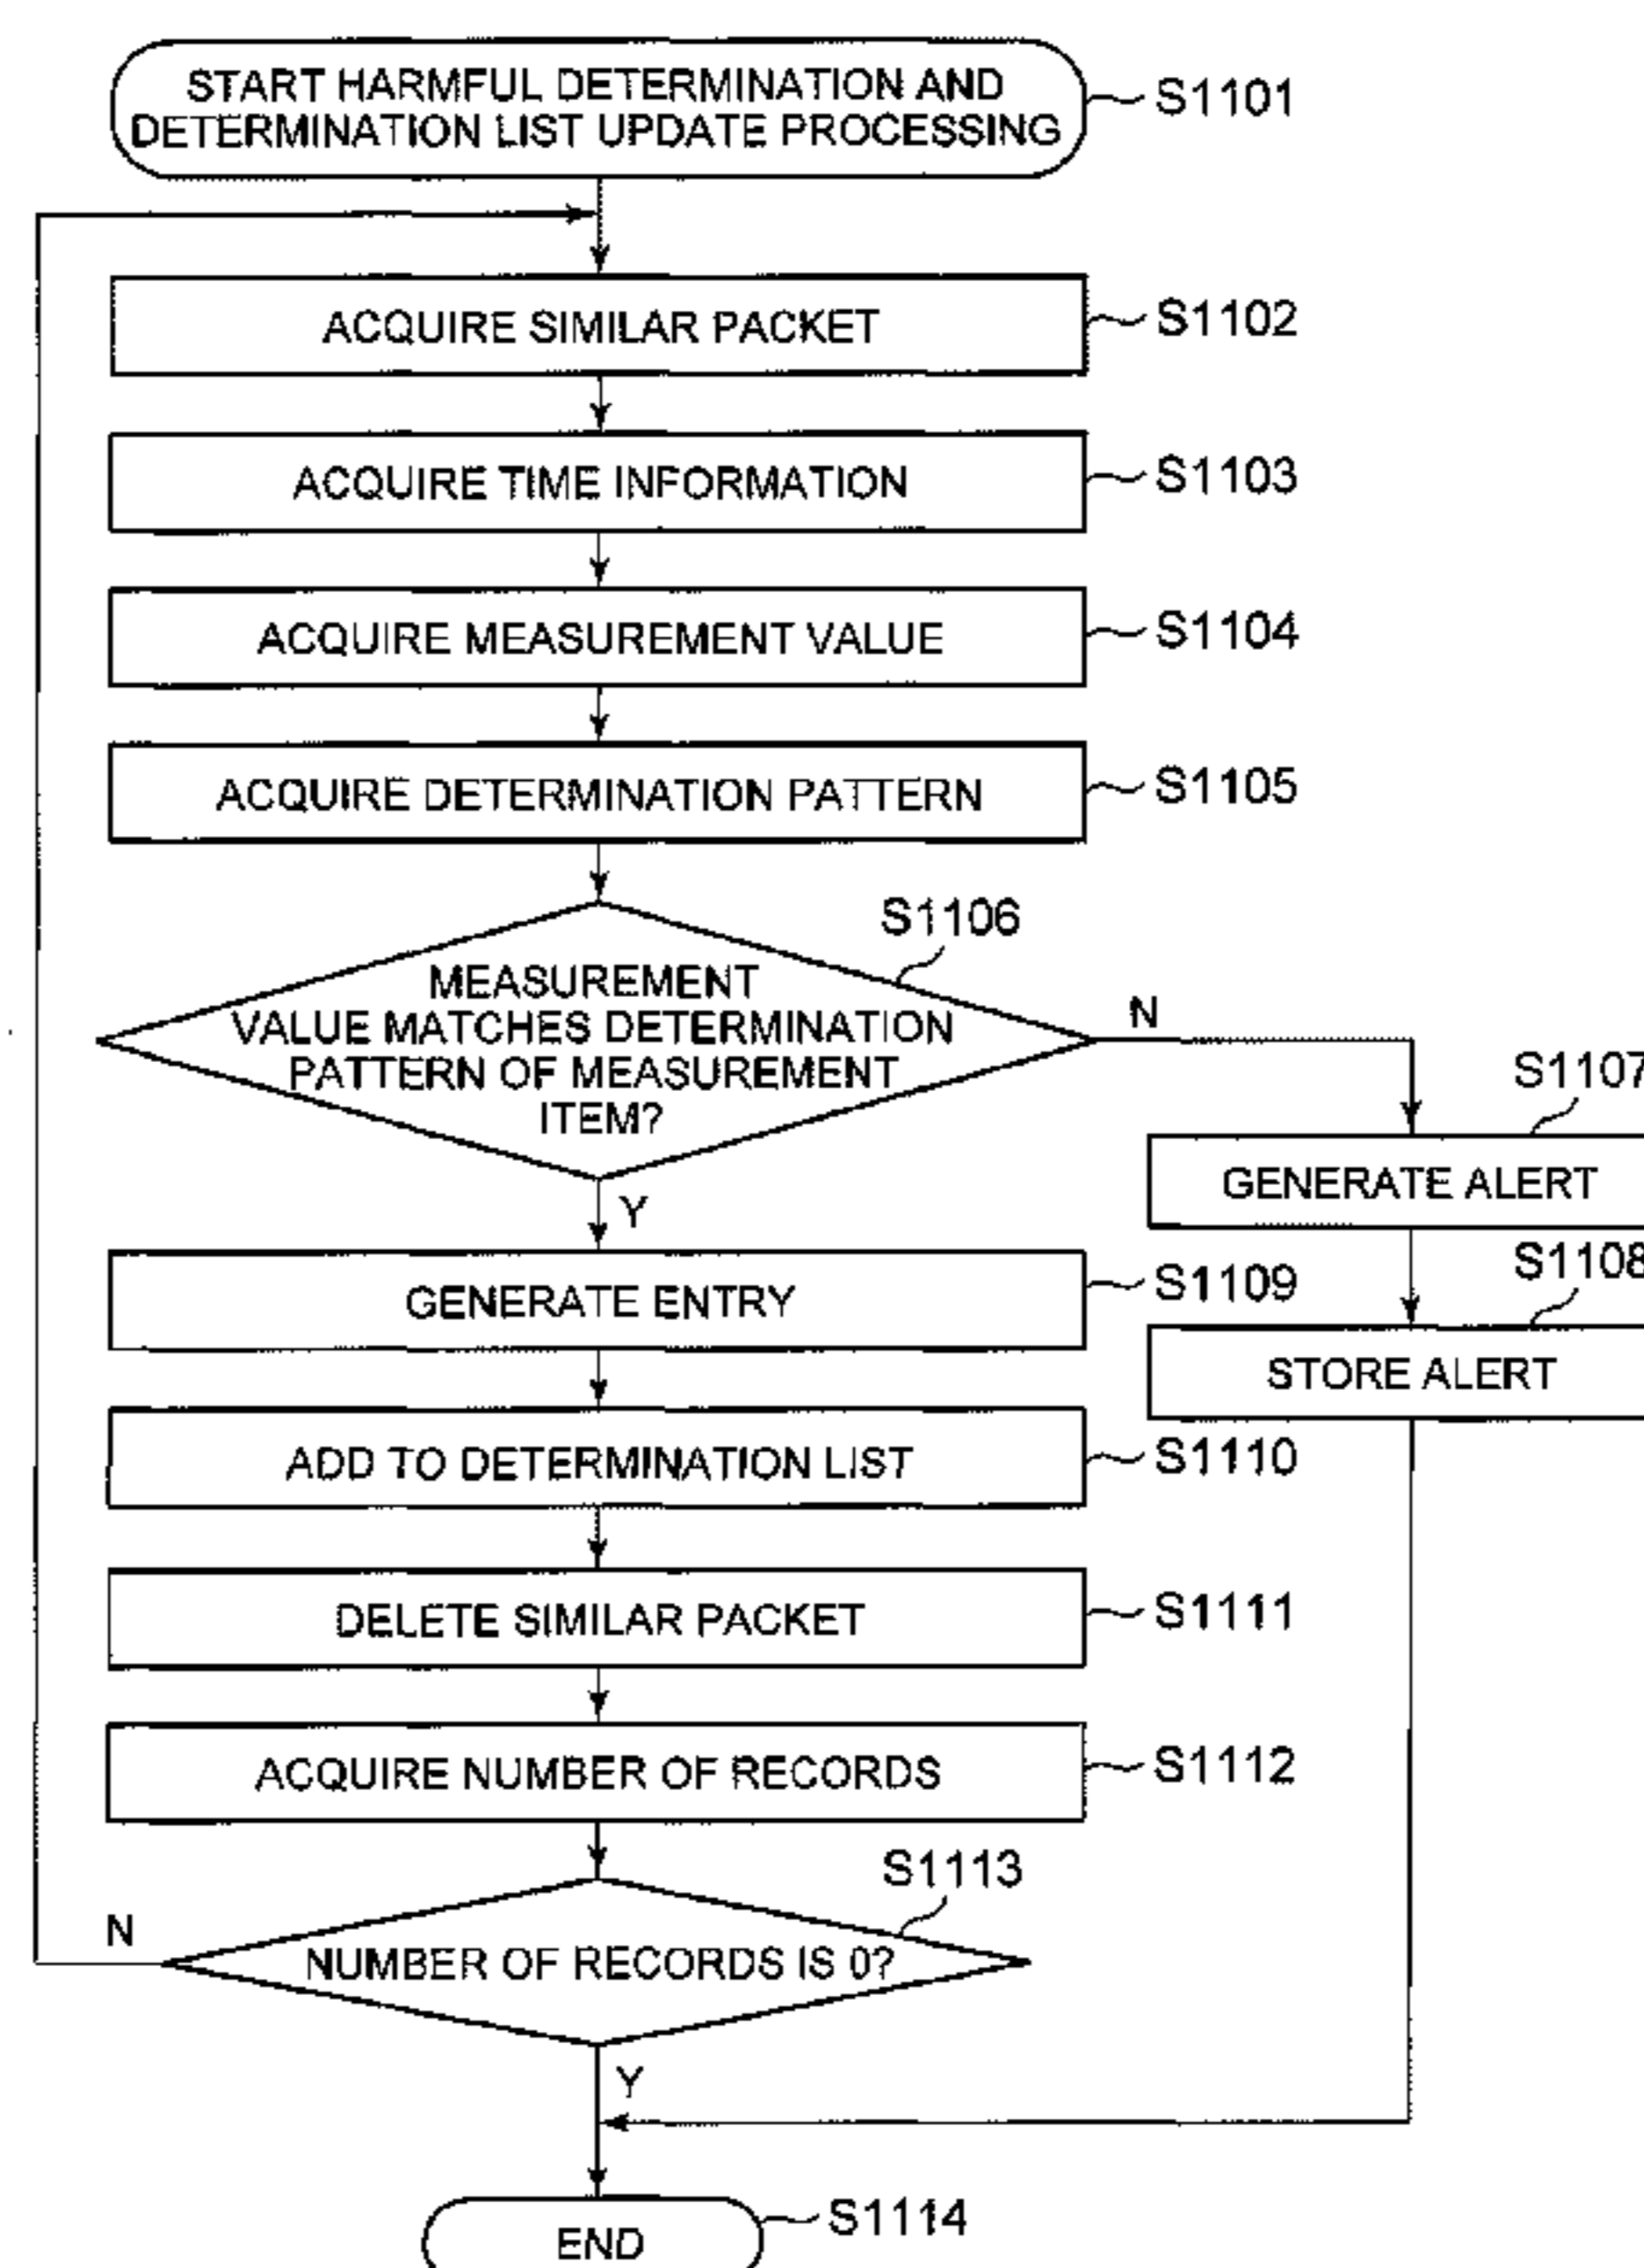 START HARMFUL DETERMINATION AND
DETERMINATION LIST UPDATE PROCESSING
S1101
ACQUIRE SIMILAR PACKET
S1102
ACQUIRE TIME INFORMATION
S1103
ACQUIRE MEASUREMENT VALUE
S1104
ACQUIRE DETERMINATION PATTERN
S1105
S1106
MEASUREMENT
VALUE MATCHES DETERMINATION
PATTERN OF MEASUREMENT
ITEM?
N
S1107
GENERATE ALERT
S1108
STORE ALERT
Y
GENERATE ENTRY
S1109
ADD TO DETERMINATION LIST
S1110
DELETE SIMILAR PACKET
S1111
ACQUIRE NUMBER OF RECORDS
S1112
S1113
N
NUMBER OF RECORDS IS 0?
Y
END
S1114